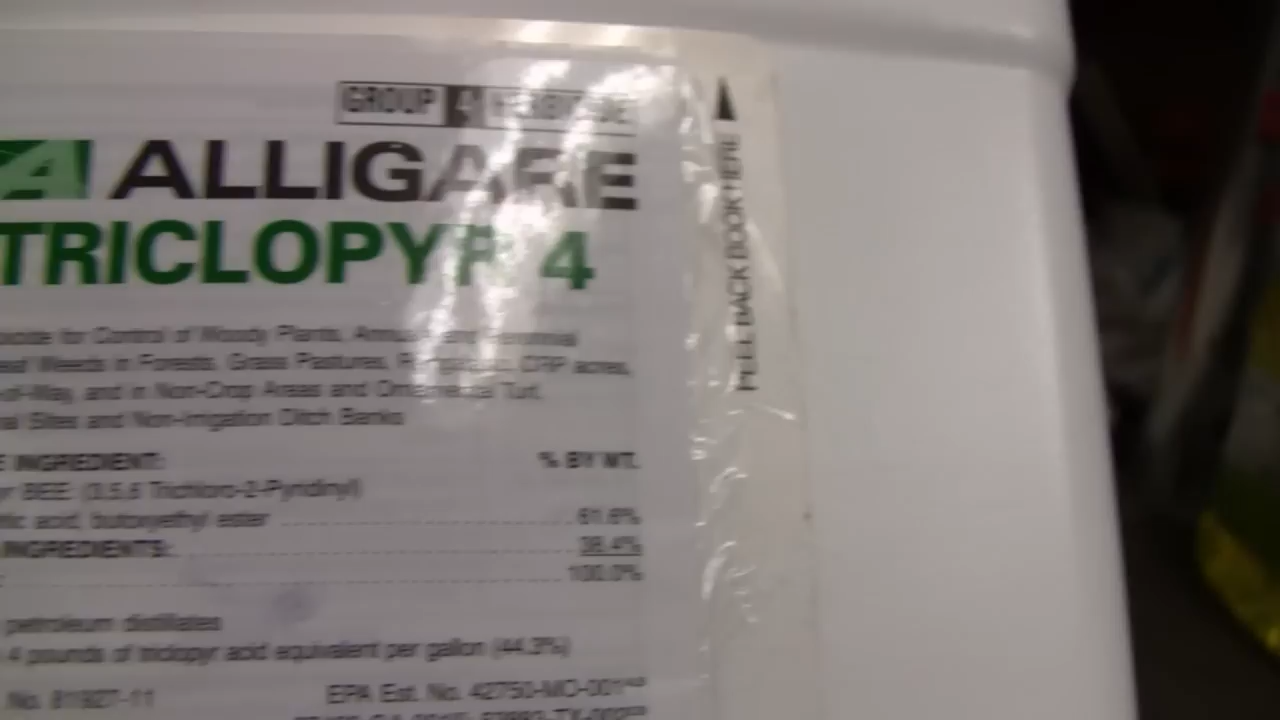 GROUP 4 HERBICIDE
ALLIGARE
TRICLOPYR 4
for Control of Woody Plants, Annual and Perennial
Weeds in Forests, Grass Pastures, CRP acres,
-of-Way, and in Non-Crop Areas and Ornamental Turf,
Sites and Non-Irrigation Ditch Banks
INGREDIENT: % BY WT.
BEE: (3,5,6 Trichloro-2-Pyridinyl)
acid, butoxyethyl ester 61.6%
INGREDIENTS: 38.4%
100.0%
petroleum distillates
4 pounds of triclopyr acid equivalent per gallon (44.3%)
No. 81927-11 EPA Est. No. 42750-MO-001
PEEL BACK BOOK HERE